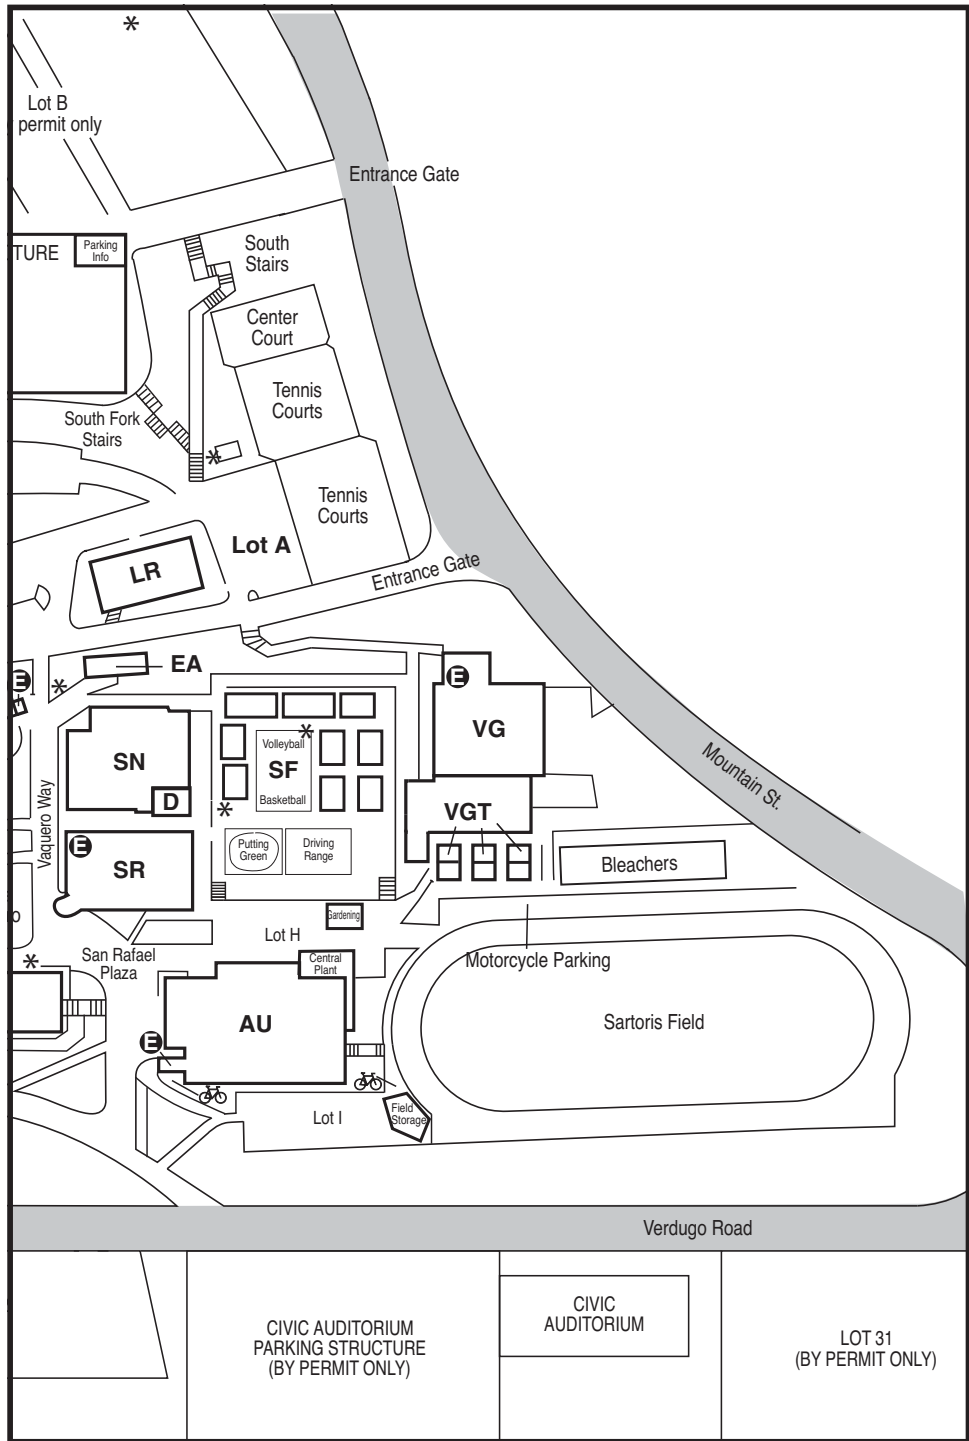 *
Lot B
permit only
Entrance Gate
TURE
Parking
Info
South
Stairs
Center
Court
Tennis
Courts
South Fork
Stairs
*
Tennis
Courts
Lot A
LR
Entrance Gate
EA
E
*
E
VG
SN
D
Volleyball
*
SF
Basketball
*
Mountain St.
Vaquero Way
VGT
E
SR
Putting
Green
Driving
Range
Bleachers
o
Gardening
Lot H
San Rafael
Plaza
*
Central
Plant
Motorcycle Parking
AU
Sartoris Field
E
Lot I
Field
Storage
Verdugo Road
CIVIC AUDITORIUM
PARKING STRUCTURE
(BY PERMIT ONLY)
CIVIC
AUDITORIUM
LOT 31
(BY PERMIT ONLY)